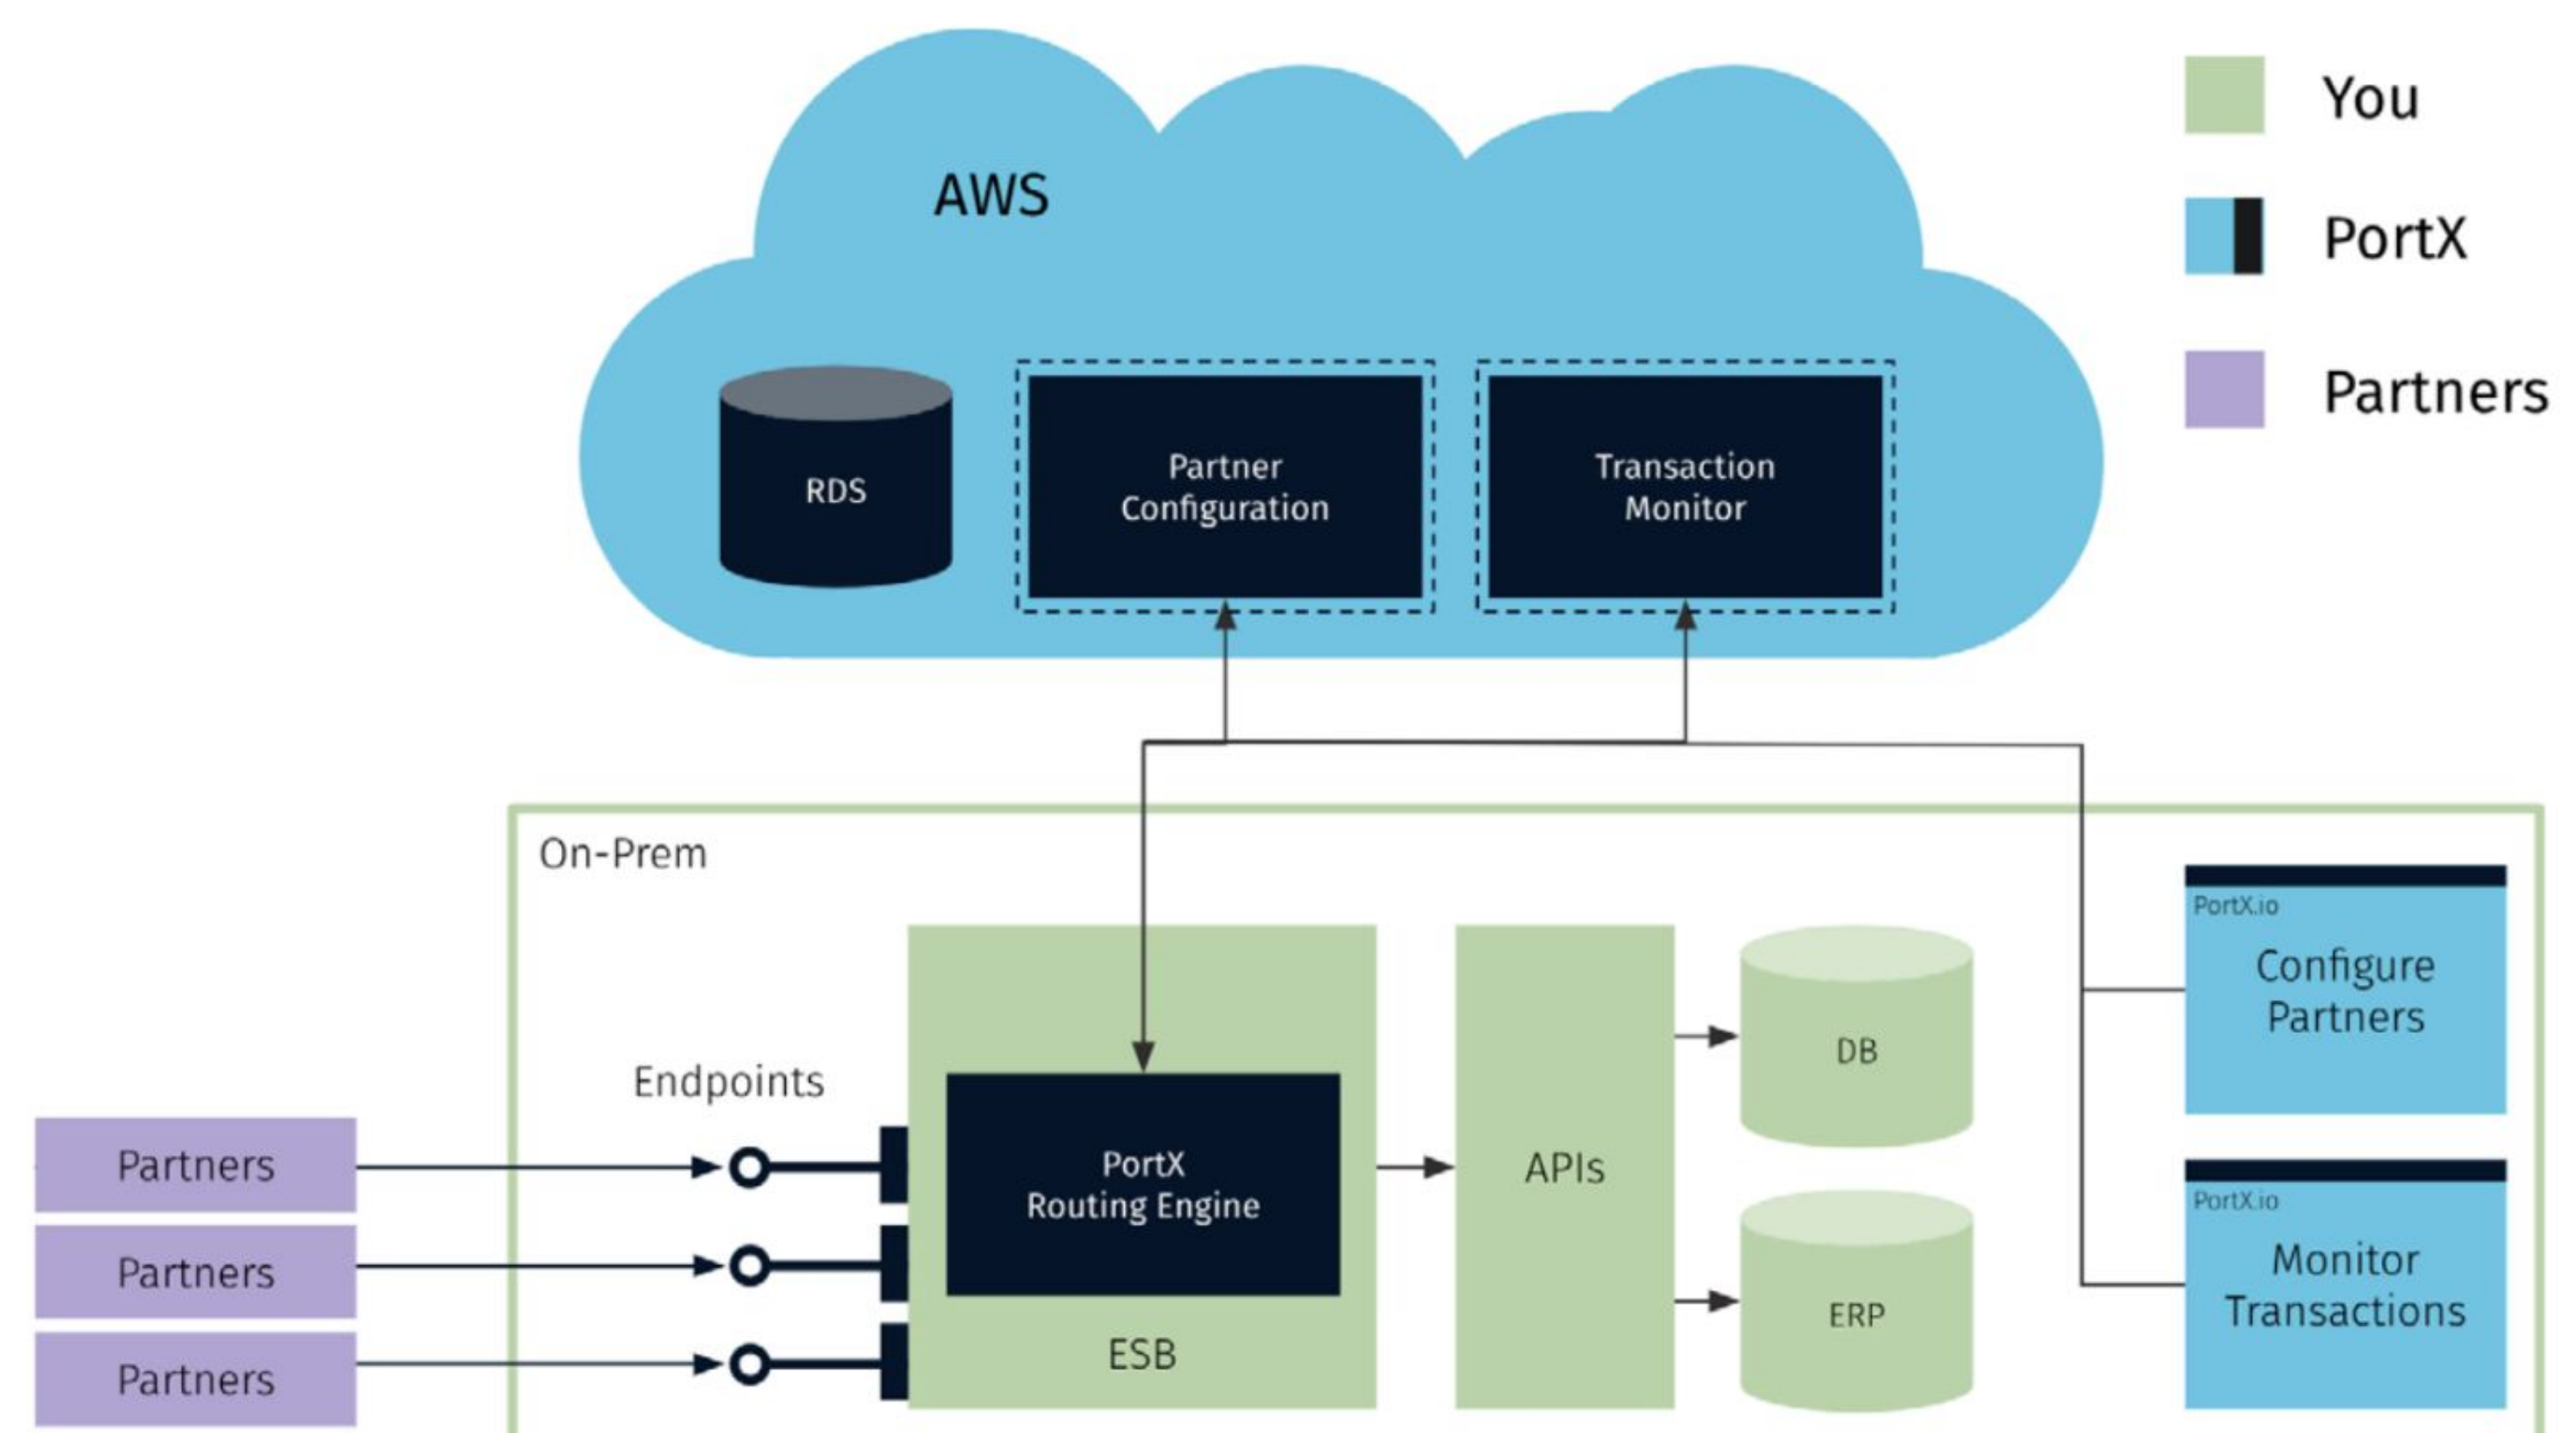 AWS
You
PortX
Partners
RDS
Partner
Configuration
Transaction
Monitor
On-Prem
Endpoints
Partners
Partners
Partners
PortX
Routing Engine
ESB
APIs
DB
ERP
PortX.io
Configure
Partners
PortX.io
Monitor
Transactions